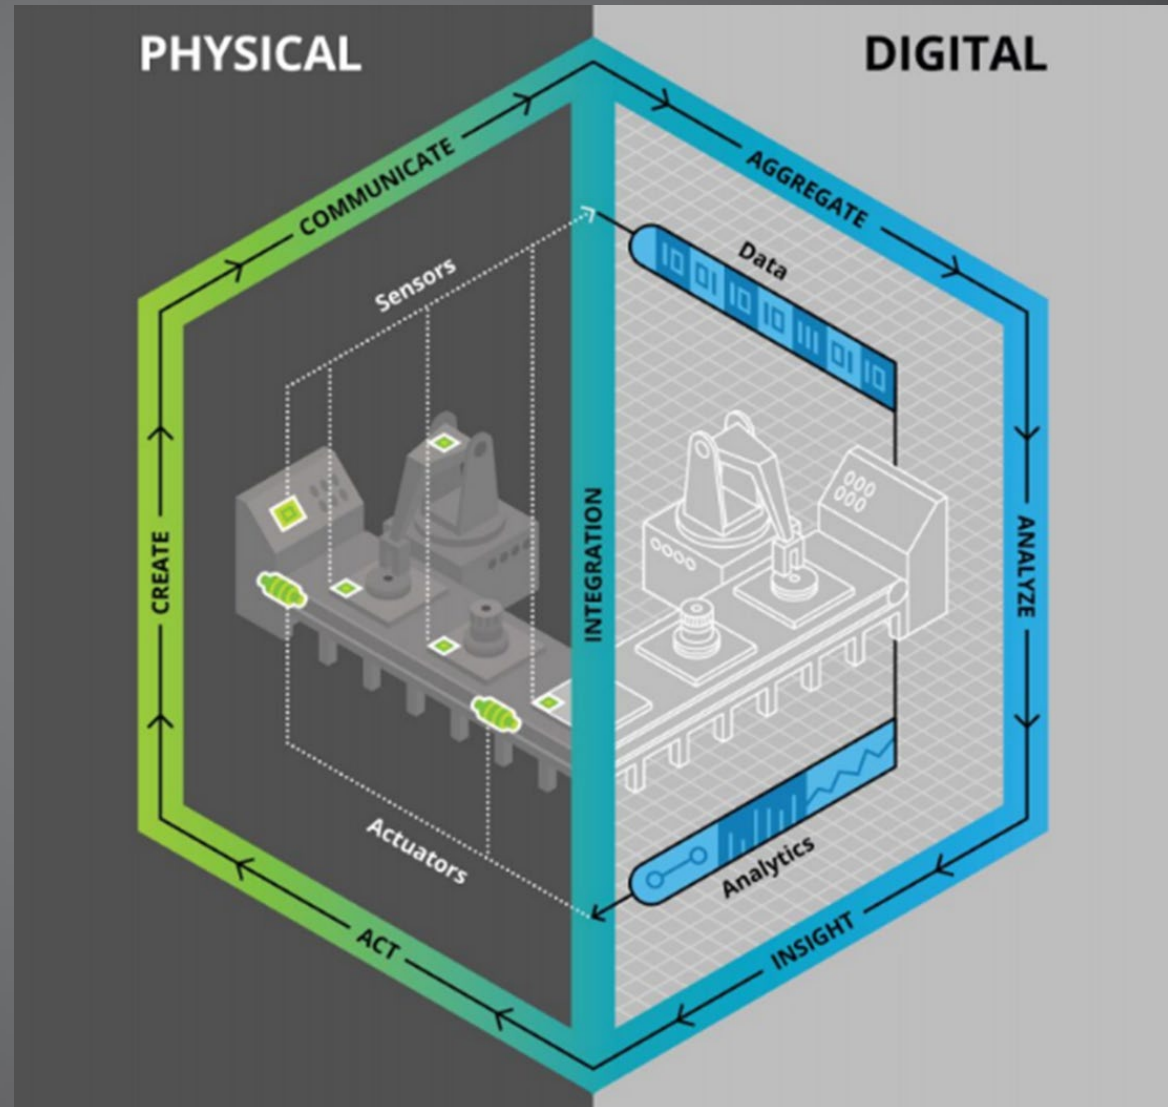 PHYSICAL
DIGITAL
COMMUNICATE
AGGREGATE
Sensors
Data
10 01 10 10 111 01 10
CREATE
INTEGRATION
ANALYZE
Actuators
Analytics
ACT
INSIGHT